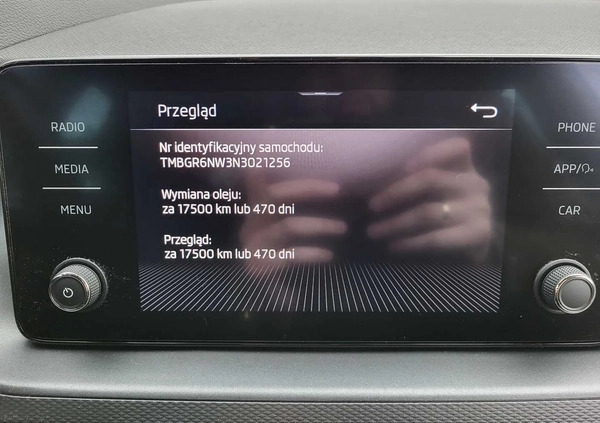 Przegląd
RADIO
MEDIA
MENU
Nr identyfikacyjny samochodu:
TMBGR6NW3N3021256
Wymiana oleju:
za 17500 km lub 470 dni
Przegląd:
za 17500 km lub 470 dni
PHONE
APP/
CAR